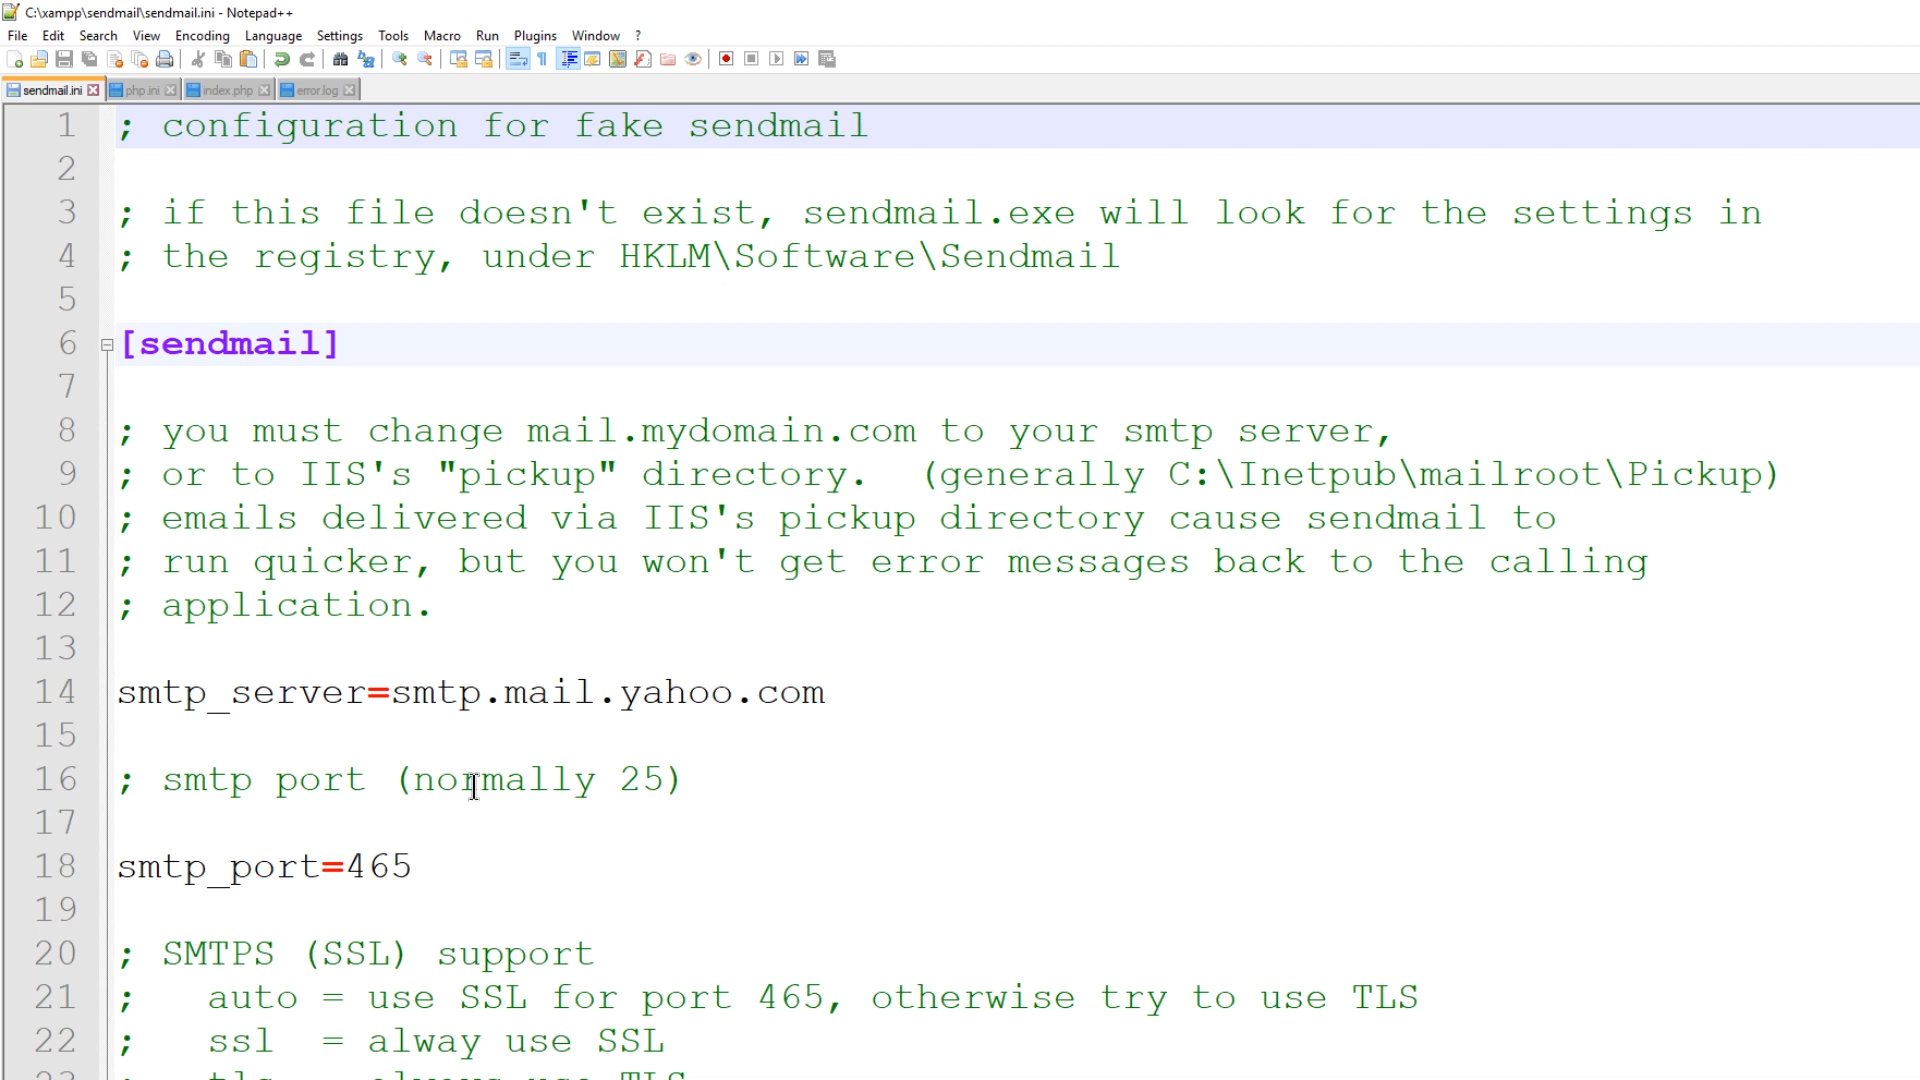 C:\xampp\sendmail\sendmail.ini - Notepad++
File Edit Search View Encoding Language Settings Tools Macro Run Plugins Window ?
sendmail.ini php.ini index.php error.log
1 ; configuration for fake sendmail
2
3 ; if this file doesn't exist, sendmail.exe will look for the settings in
4 ; the registry, under HKLM\Software\Sendmail
5
6 [sendmail]
7
8 ; you must change mail.mydomain.com to your smtp server,
9 ; or to IIS's "pickup" directory.  (generally C:\Inetpub\mailroot\Pickup)
10 ; emails delivered via IIS's pickup directory cause sendmail to
11 ; run quicker, but you won't get error messages back to the calling
12 ; application.
13
14 smtp_server=smtp.mail.yahoo.com
15
16 ; smtp port (normally 25)
17
18 smtp_port=465
19
20 ; SMTPS (SSL) support
21 ;   auto = use SSL for port 465, otherwise try to use TLS
22 ;   ssl  = alway use SSL
23 ;   tls  = always use TLS